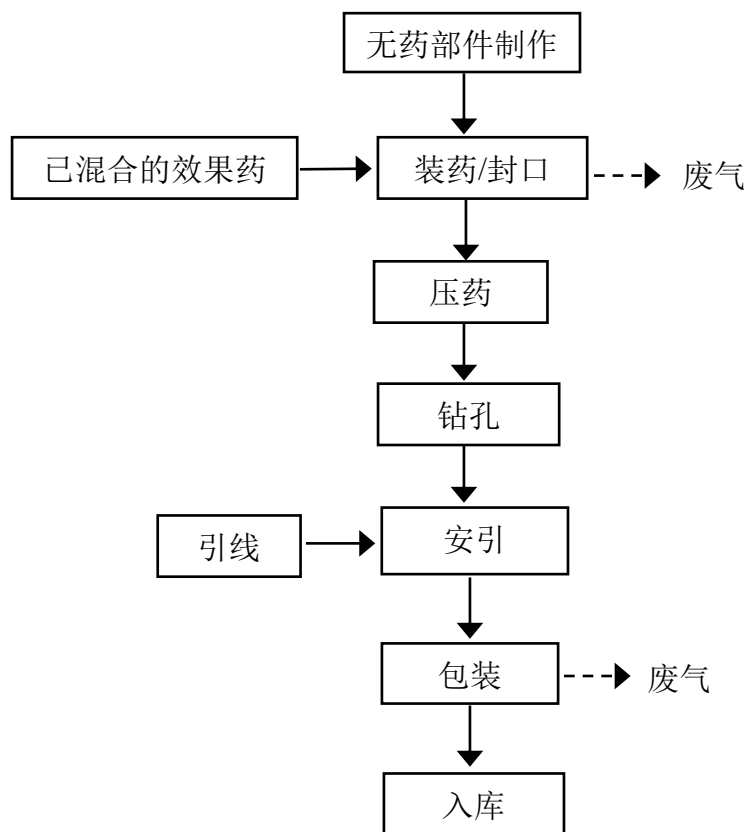 无药部件制作
已混合的效果药
装药/封口
废气
压药
钻孔
引线
安引
包装
废气
入库